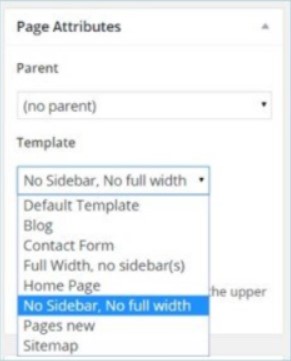 Page Attributes
Parent
(no parent)
Template
No Sidebar, No full width
Default Template
Blog
Contact Form
Full Width, no sidebar(s)
Home Page
he upper
No Sidebar, No full width
Pages new
Sitemap